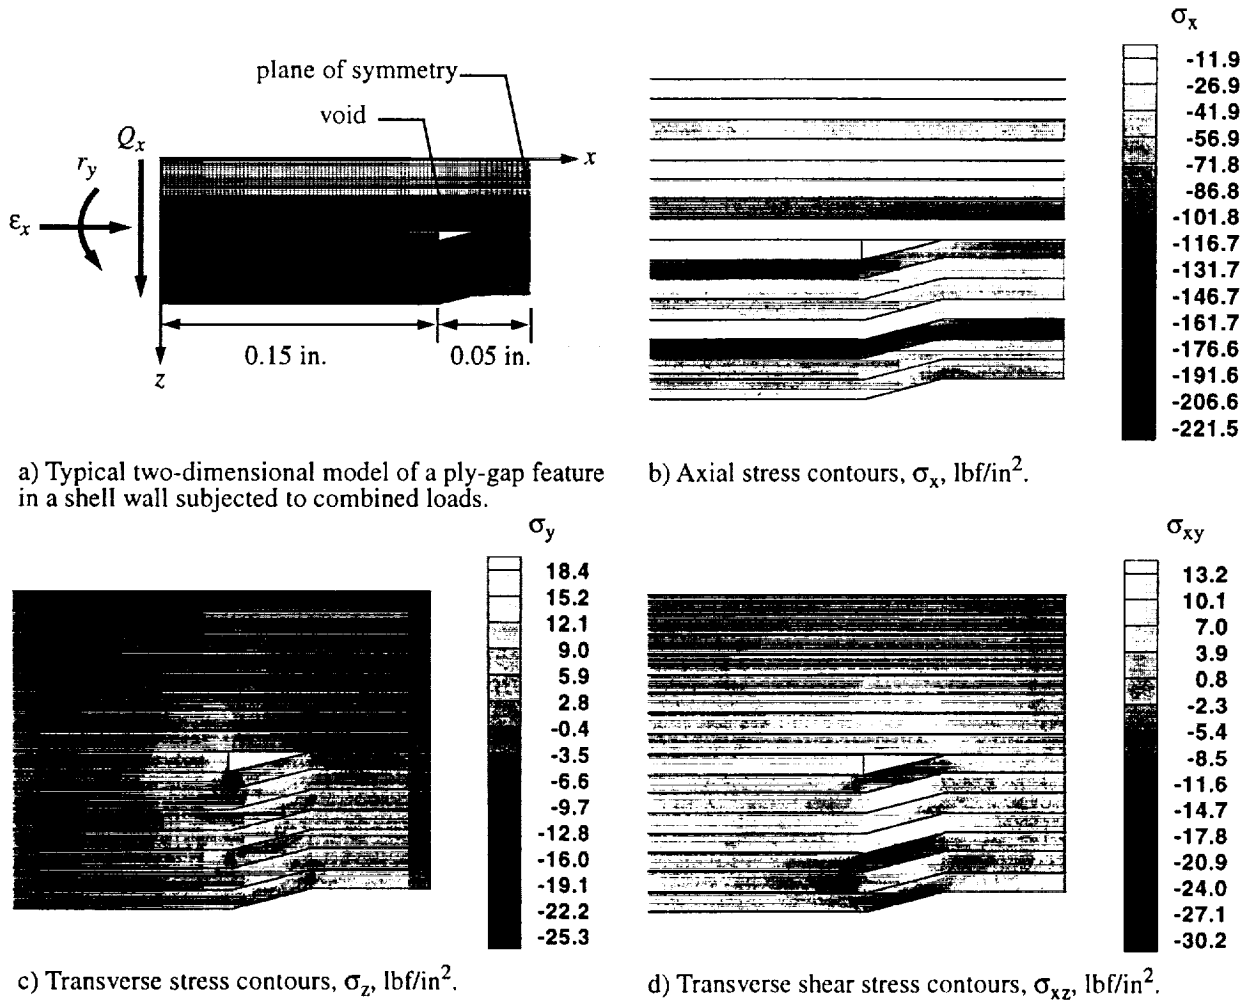 plane of symmetry
void
Qₓ
r_y
εₓ
x
z
0.15 in.
0.05 in.
a) Typical two-dimensional model of a ply-gap feature
in a shell wall subjected to combined loads.
σₓ
-11.9
-26.9
-41.9
-56.9
-71.8
-86.8
-101.8
-116.7
-131.7
-146.7
-161.7
-176.6
-191.6
-206.6
-221.5
b) Axial stress contours, σₓ, lbf/in².
σ_y
18.4
15.2
12.1
9.0
5.9
2.8
-0.4
-3.5
-6.6
-9.7
-12.8
-16.0
-19.1
-22.2
-25.3
c) Transverse stress contours, σ_z, lbf/in².
σ_xy
13.2
10.1
7.0
3.9
0.8
-2.3
-5.4
-8.5
-11.6
-14.7
-17.8
-20.9
-24.0
-27.1
-30.2
d) Transverse shear stress contours, σ_xz, lbf/in².